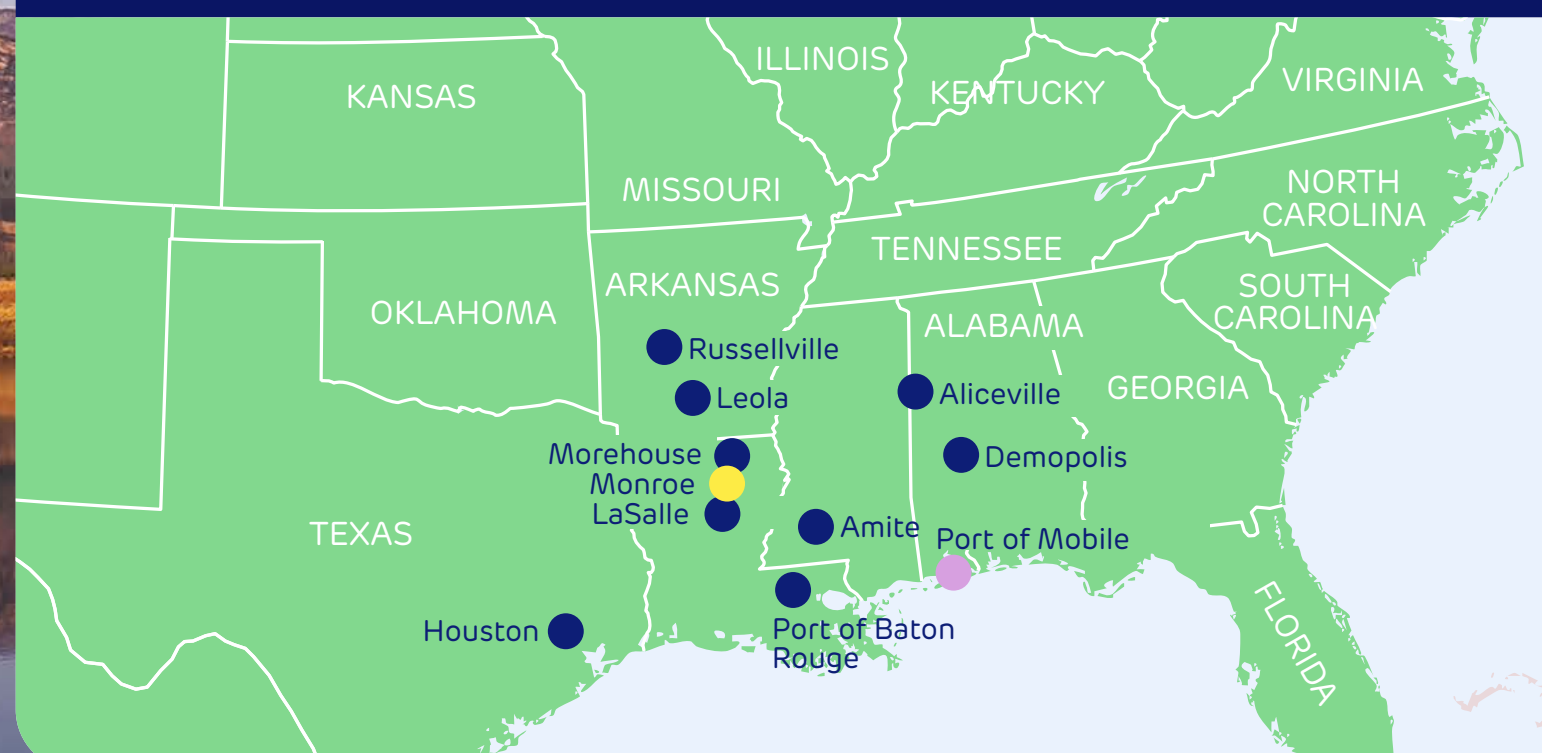 ILLINOIS
KANSAS
KENTUCKY
VIRGINIA
MISSOURI
NORTH
CAROLINA
TENNESSEE
ARKANSAS
OKLAHOMA
SOUTH
CAROLINA
ALABAMA
Russellville
Leola
Aliceville
GEORGIA
Morehouse
Monroe
LaSalle
Demopolis
TEXAS
Amite
Port of Mobile
FLORIDA
Houston
Port of Baton
Rouge